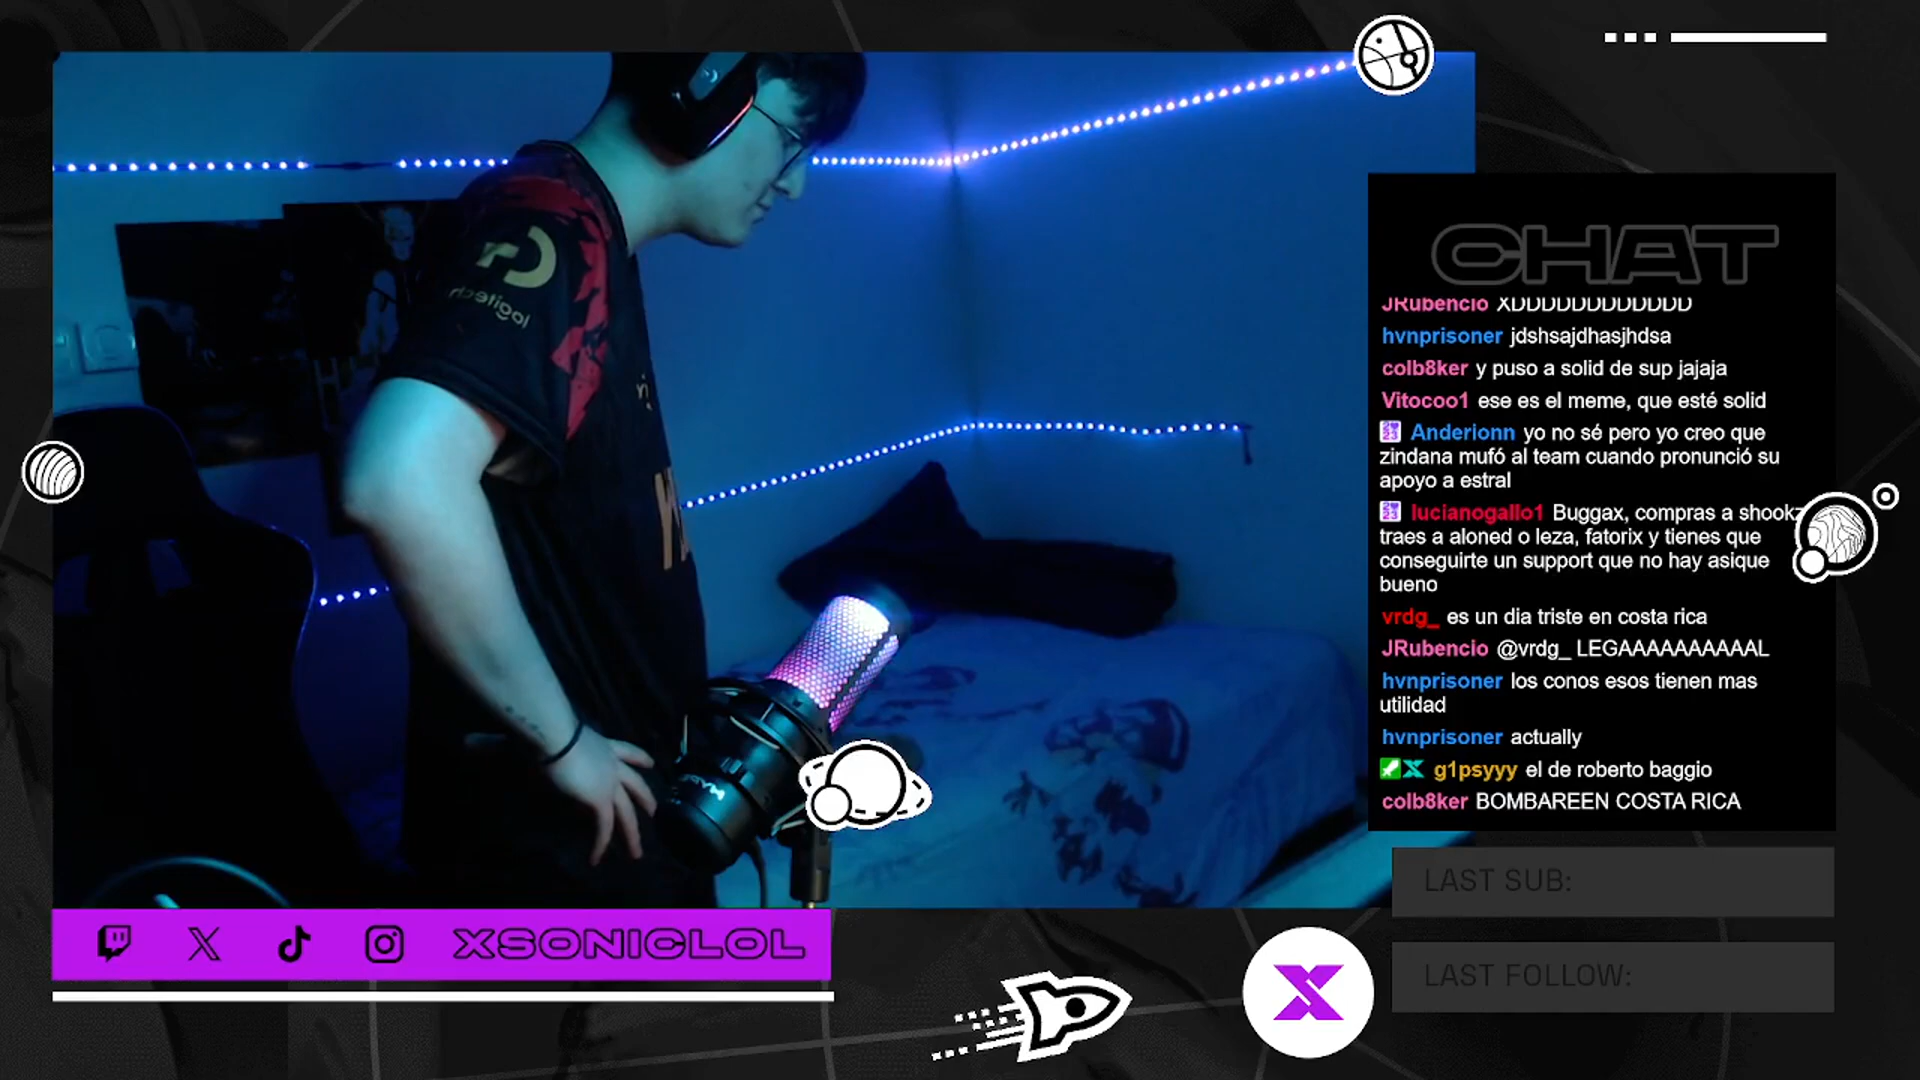 CHAT
JRubencio XDDDDDDDDDDDDD
hvnprisoner jdshsajdhasjhdsa
colb8ker y puso a solid de sup jajaja
Vitocoo1 ese es el meme, que esté solid
Anderionn yo no sé pero yo creo que
zindana mufó al team cuando pronunció su
apoyo a estral
lucianogallo1 Buggax, compras a shookz
traes a aloned o leza, fatorix y tienes que
conseguirte un support que no hay asique
bueno
vrdg_ es un dia triste en costa rica
JRubencio @vrdg_ LEGAAAAAAAAAAL
hvnprisoner los conos esos tienen mas
utilidad
hvnprisoner actually
g1psyyy el de roberto baggio
colb8ker BOMBAREEN COSTA RICA
LAST SUB:
LAST FOLLOW:
logitech
XSONICLOL